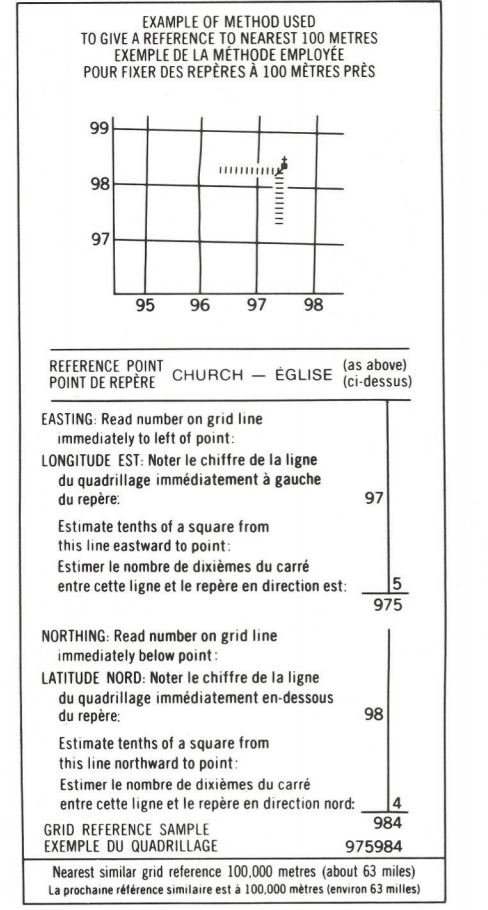 EXAMPLE OF METHOD USED
TO GIVE A REFERENCE TO NEAREST 100 METRES
EXEMPLE DE LA MÉTHODE EMPLOYÉE
POUR FIXER DES REPÈRES À 100 MÈTRES PRÈS
99
98
97
95 96 97 98
REFERENCE POINT
POINT DE REPÈRE
CHURCH — ÉGLISE
(as above)
(ci-dessus)
EASTING: Read number on grid line
immediately to left of point:
LONGITUDE EST: Noter le chiffre de la ligne
du quadrillage immédiatement à gauche
du repère: 97
Estimate tenths of a square from
this line eastward to point:
Estimer le nombre de dixièmes du carré
entre cette ligne et le repère en direction est: 5
975
NORTHING: Read number on grid line
immediately below point:
LATITUDE NORD: Noter le chiffre de la ligne
du quadrillage immédiatement en-dessous
du repère: 98
Estimate tenths of a square from
this line northward to point:
Estimer le nombre de dixièmes du carré
entre cette ligne et le repère en direction nord: 4
984
GRID REFERENCE SAMPLE
EXEMPLE DU QUADRILLAGE 975984
Nearest similar grid reference 100,000 metres (about 63 miles)
La prochaine référence similaire est à 100,000 mètres (environ 63 milles)